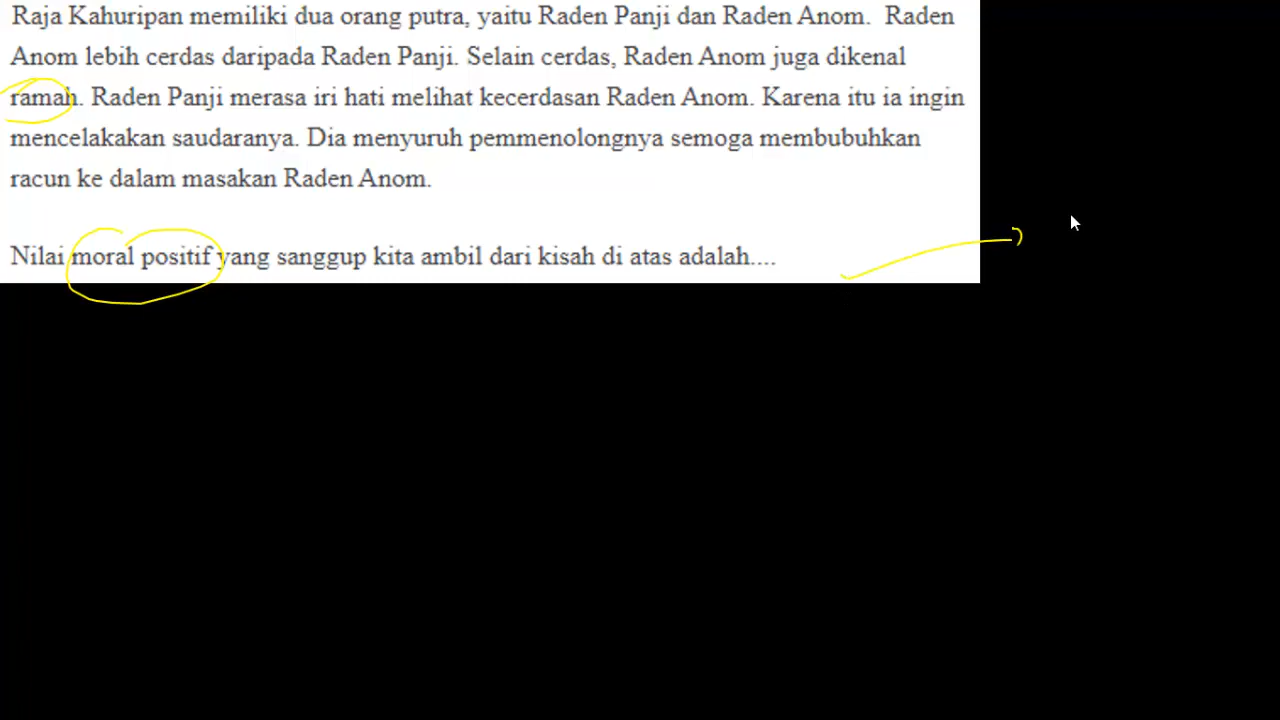 Raja Kahuripan memiliki dua orang putra, yaitu Raden Panji dan Raden Anom. Raden
Anom lebih cerdas daripada Raden Panji. Selain cerdas, Raden Anom juga dikenal
ramah. Raden Panji merasa iri hati melihat kecerdasan Raden Anom. Karena itu ia ingin
mencelakakan saudaranya. Dia menyuruh pemmenolongnya semoga membubuhkan
racun ke dalam masakan Raden Anom.
Nilai moral positif yang sanggup kita ambil dari kisah di atas adalah....